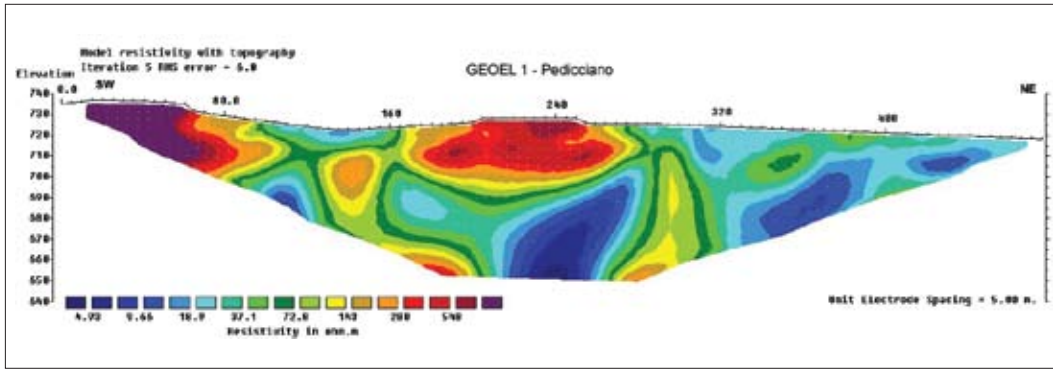 Model resistivity with topography
Iteration 5 RMS error = 6.0
GEOEL 1 - Pedicciano
Elevation
0.0 SW 80.0 160 240 320 400 NE
740
730
720
710
700
690
680
670
660
650
640
4.93 9.66 18.9 37.1 72.8 143 280 548
Resistivity in ohm.m
Unit Electrode Spacing = 5.00 m.